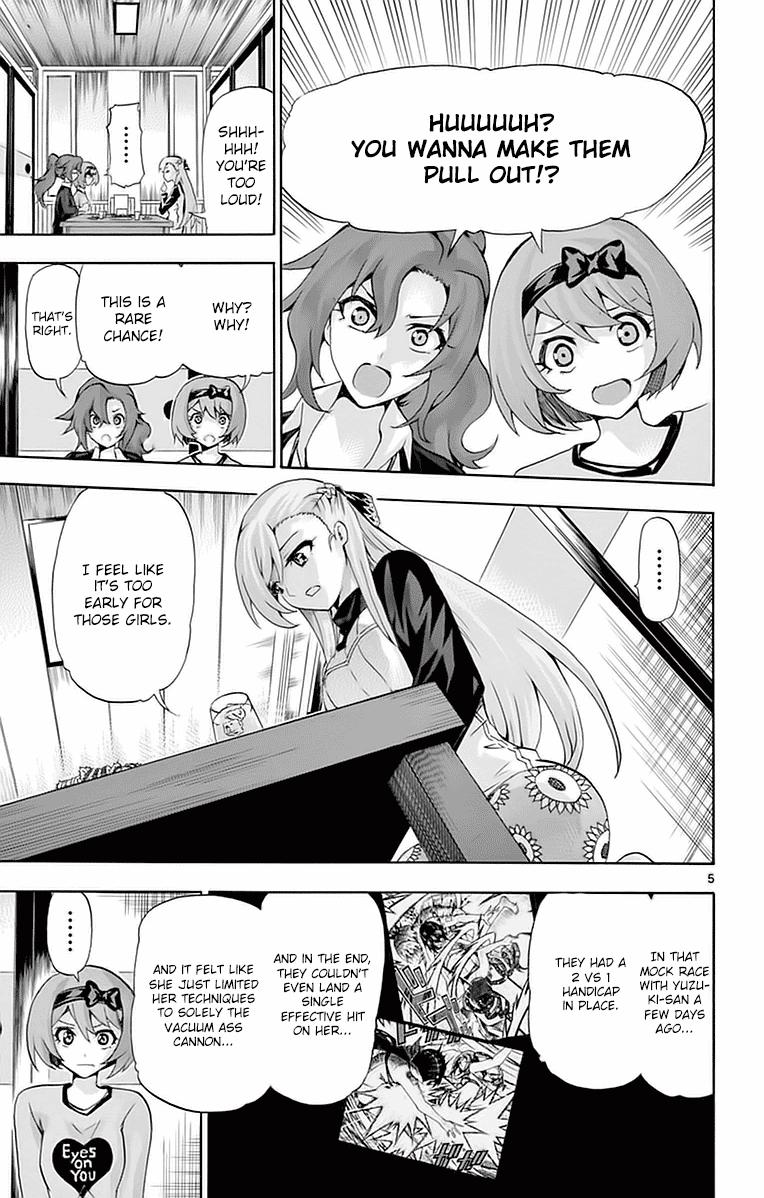 HUUUUUH?
YOU WANNA MAKE THEM
PULL OUT!?
......
SHHH-
HHH!
YOU'RE
TOO
LOUD!
WHY?
WHY!
THIS IS A
RARE
CHANCE!
THAT'S
RIGHT.
......
I FEEL LIKE
IT'S TOO
EARLY FOR
THOSE GIRLS.
5
IN THAT
MOCK RACE
WITH YUZU-
KI-SAN A
FEW DAYS
AGO...
THEY HAD A
2 VS 1
HANDICAP
IN PLACE.
AND IN THE END,
THEY COULDN'T
EVEN LAND A
SINGLE
EFFECTIVE HIT
ON HER...
AND IT FELT LIKE
SHE JUST LIMITED
HER TECHNIQUES
TO SOLELY THE
VACUUM ASS
CANNON...
......
Eyes
on
You